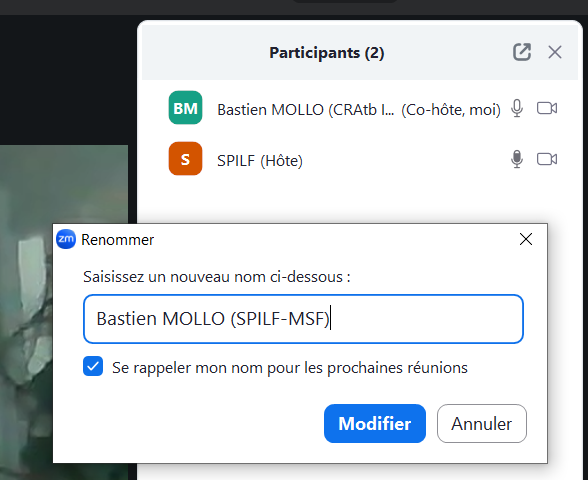 Participants (2)
BM Bastien MOLLO (CRAtb I... (Co-hôte, moi)
S SPILF (Hôte)
zm Renommer
Saisissez un nouveau nom ci-dessous :
Bastien MOLLO (SPILF-MSF)
Se rappeler mon nom pour les prochaines réunions
Modifier Annuler